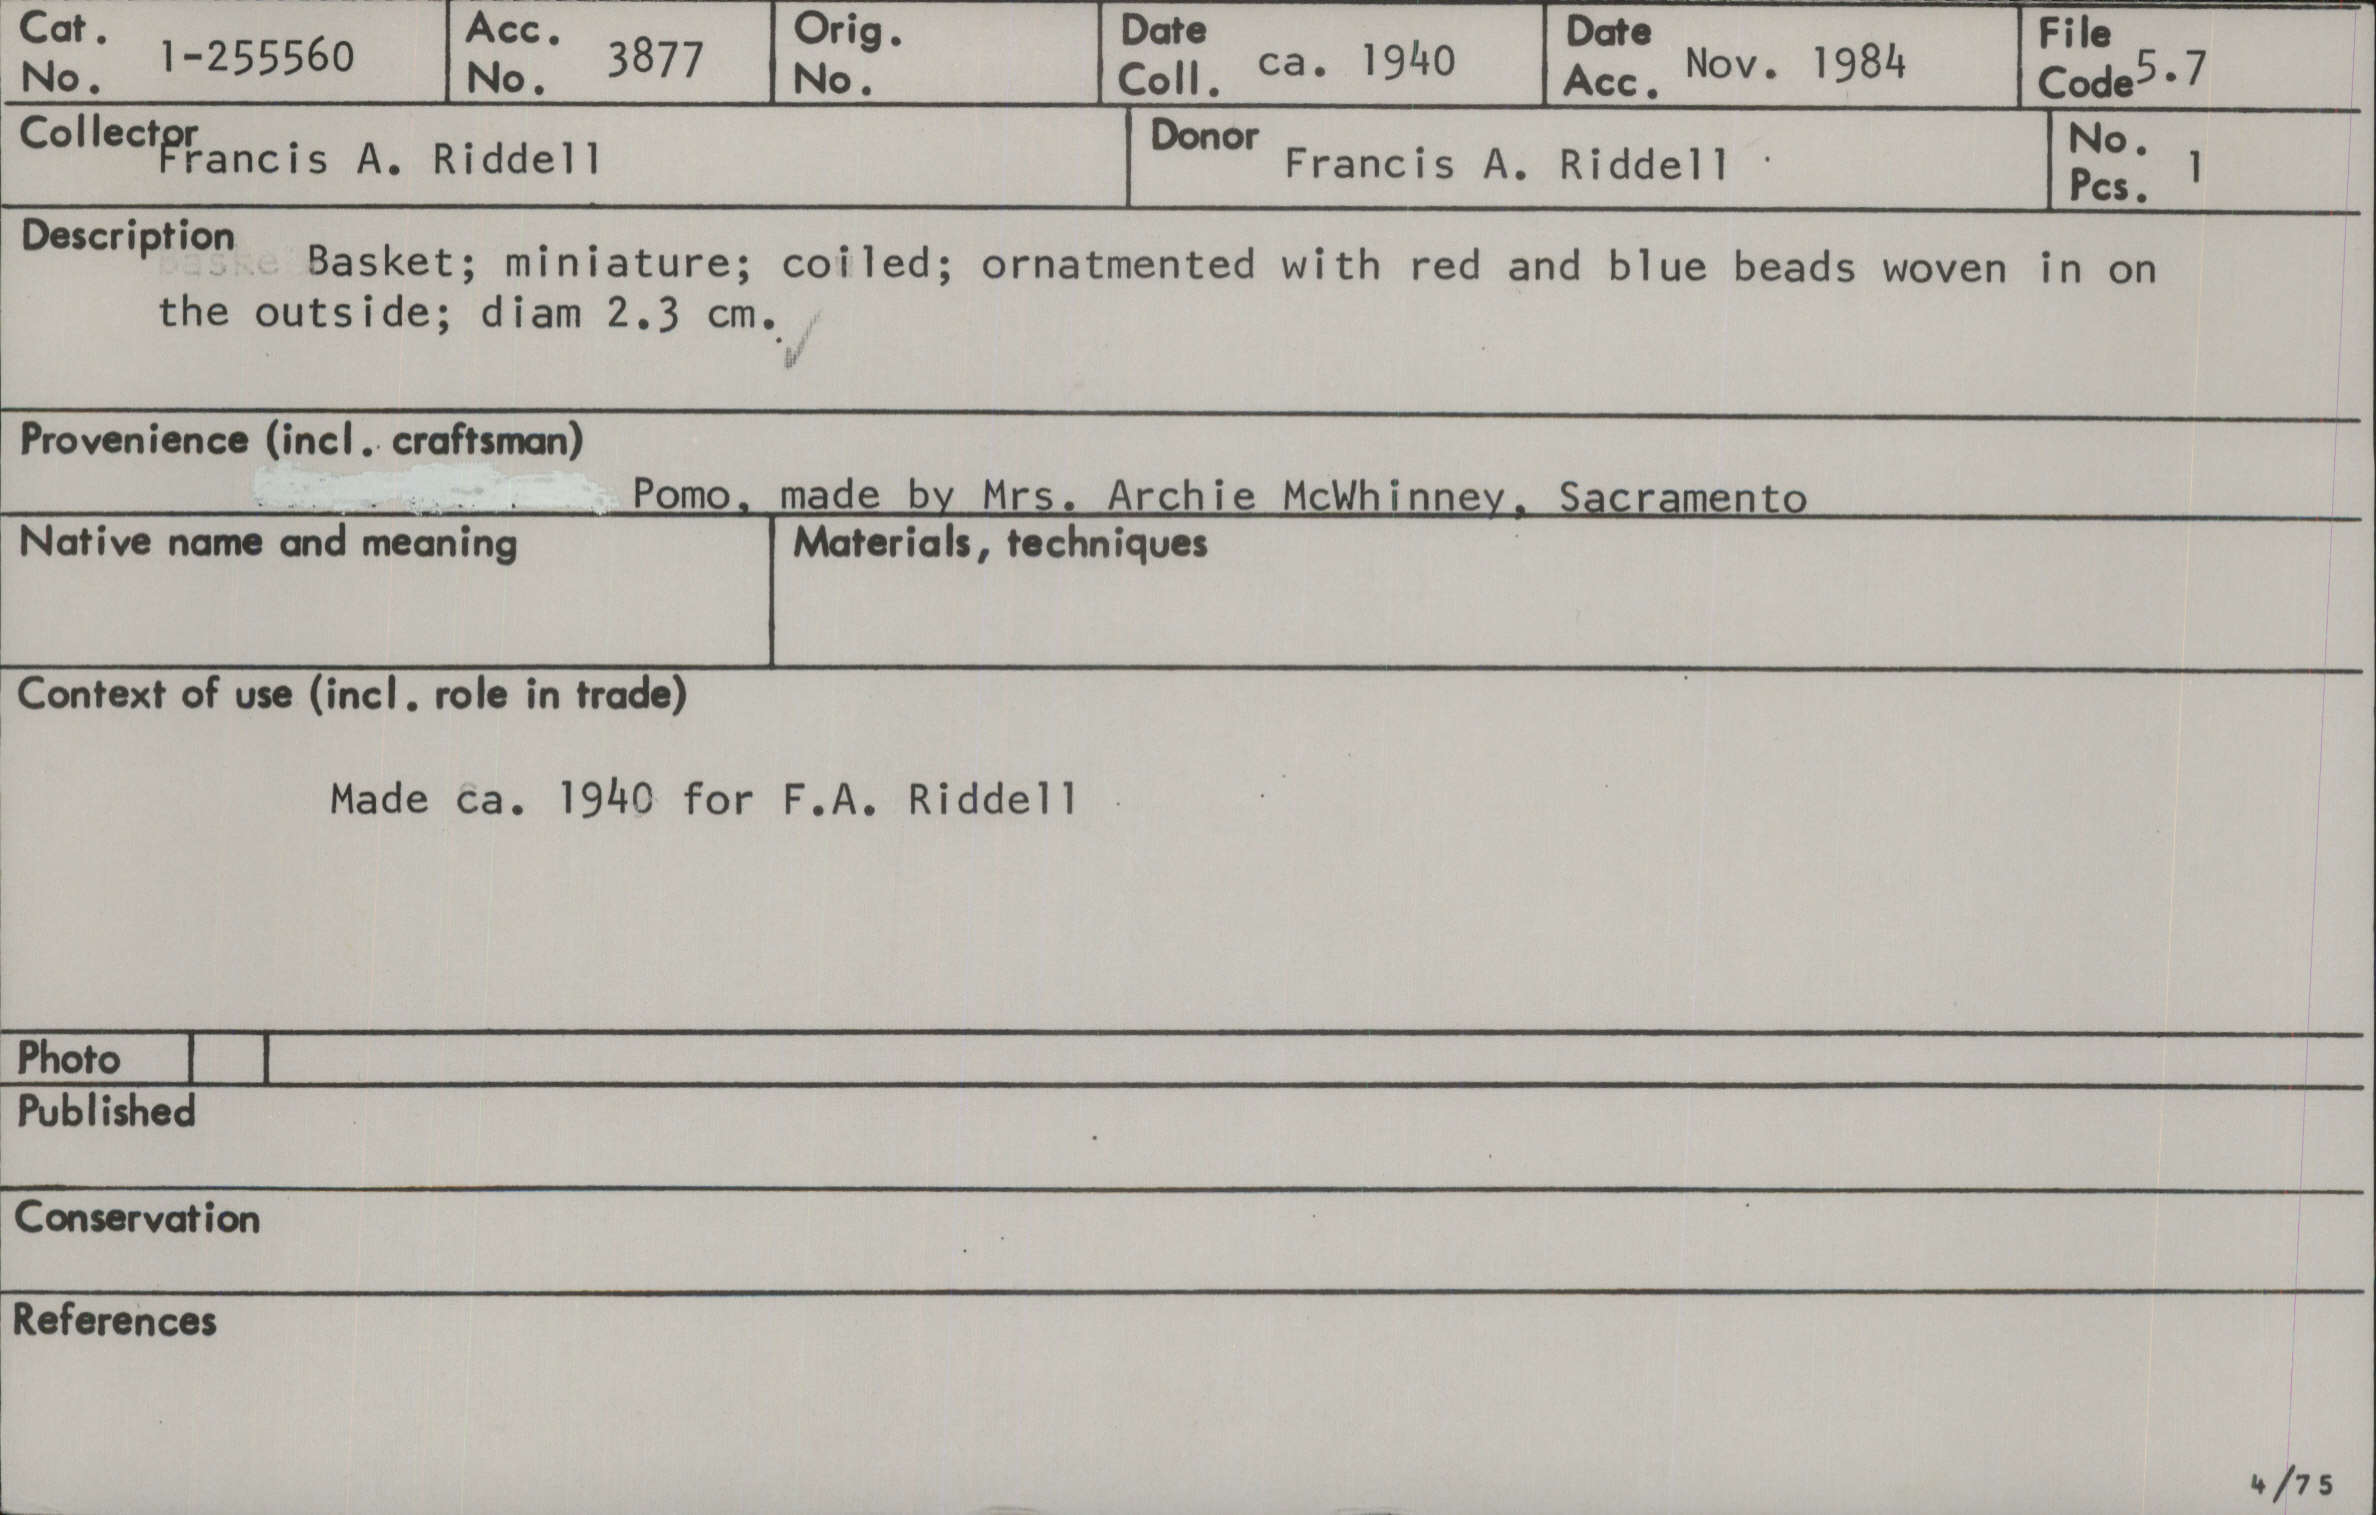 Cat. No. 1-255560 Acc. No. 3877 Orig. No. Date Coll. ca. 1940 Date Acc. Nov. 1984 File Code 5.7
Collector Francis A. Riddell Donor Francis A. Riddell No. Pcs. 1
Description
Basket; miniature; coiled; ornatmented with red and blue beads woven in on
the outside; diam 2.3 cm.
Provenience (incl. craftsman)
Pomo, made by Mrs. Archie McWhinney, Sacramento
Native name and meaning Materials, techniques
Context of use (incl. role in trade)
Made ca. 1940 for F.A. Riddell
Photo
Published
Conservation
References
4/75